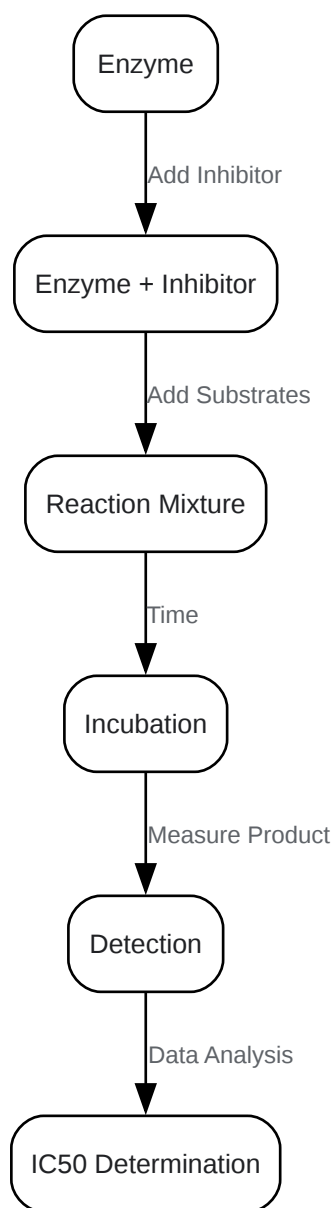 Enzyme
Add Inhibitor
Enzyme + Inhibitor
Add Substrates
Reaction Mixture
Time
Incubation
Measure Product
Detection
Data Analysis
IC50 Determination